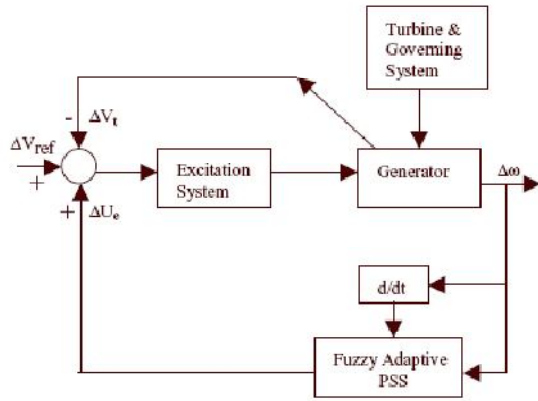 Turbine &
Governing
System
-
ΔVt
ΔVref
+
+
ΔUe
Excitation
System
Generator
Δω
d/dt
Fuzzy Adaptive
PSS